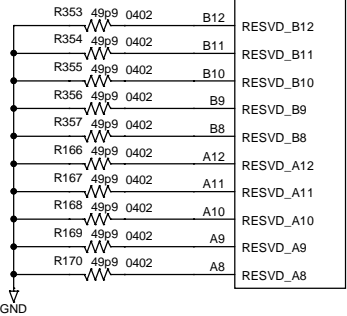 R353 49p9 0402 B12 RESVD_B12
R354 49p9 0402 B11 RESVD_B11
R355 49p9 0402 B10 RESVD_B10
R356 49p9 0402 B9 RESVD_B9
R357 49p9 0402 B8 RESVD_B8
R166 49p9 0402 A12 RESVD_A12
R167 49p9 0402 A11 RESVD_A11
R168 49p9 0402 A10 RESVD_A10
R169 49p9 0402 A9 RESVD_A9
R170 49p9 0402 A8 RESVD_A8
GND